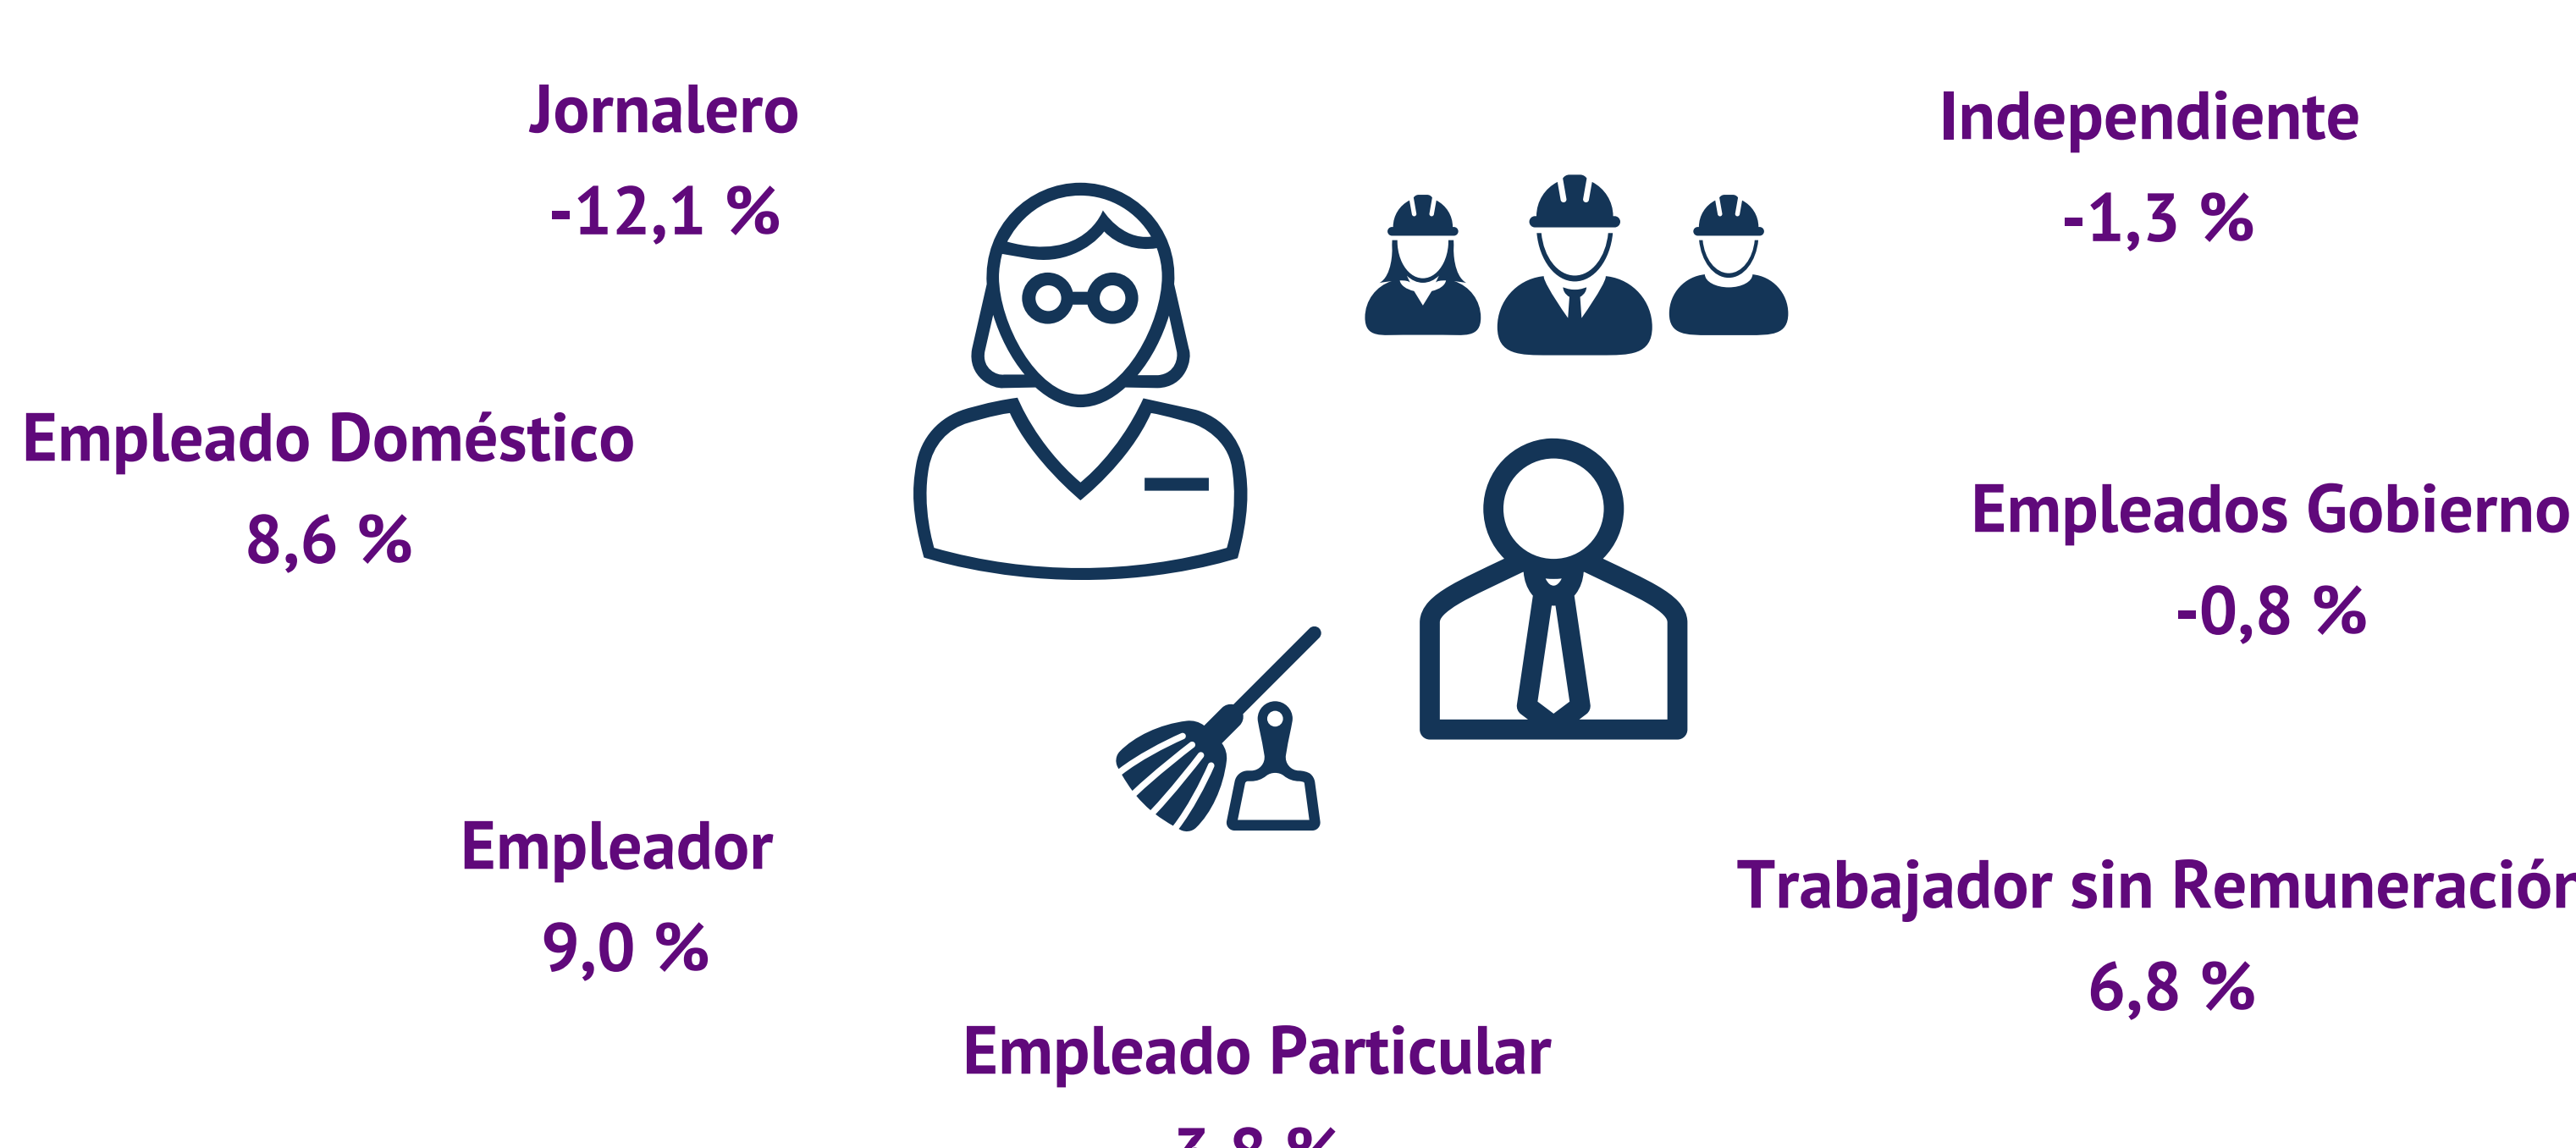 Jornalero
-12,1 %
Independiente
-1,3 %
Empleado Doméstico
8,6 %
Empleados Gobierno
-0,8 %
Empleador
9,0 %
Trabajador sin Remuneración
6,8 %
Empleado Particular